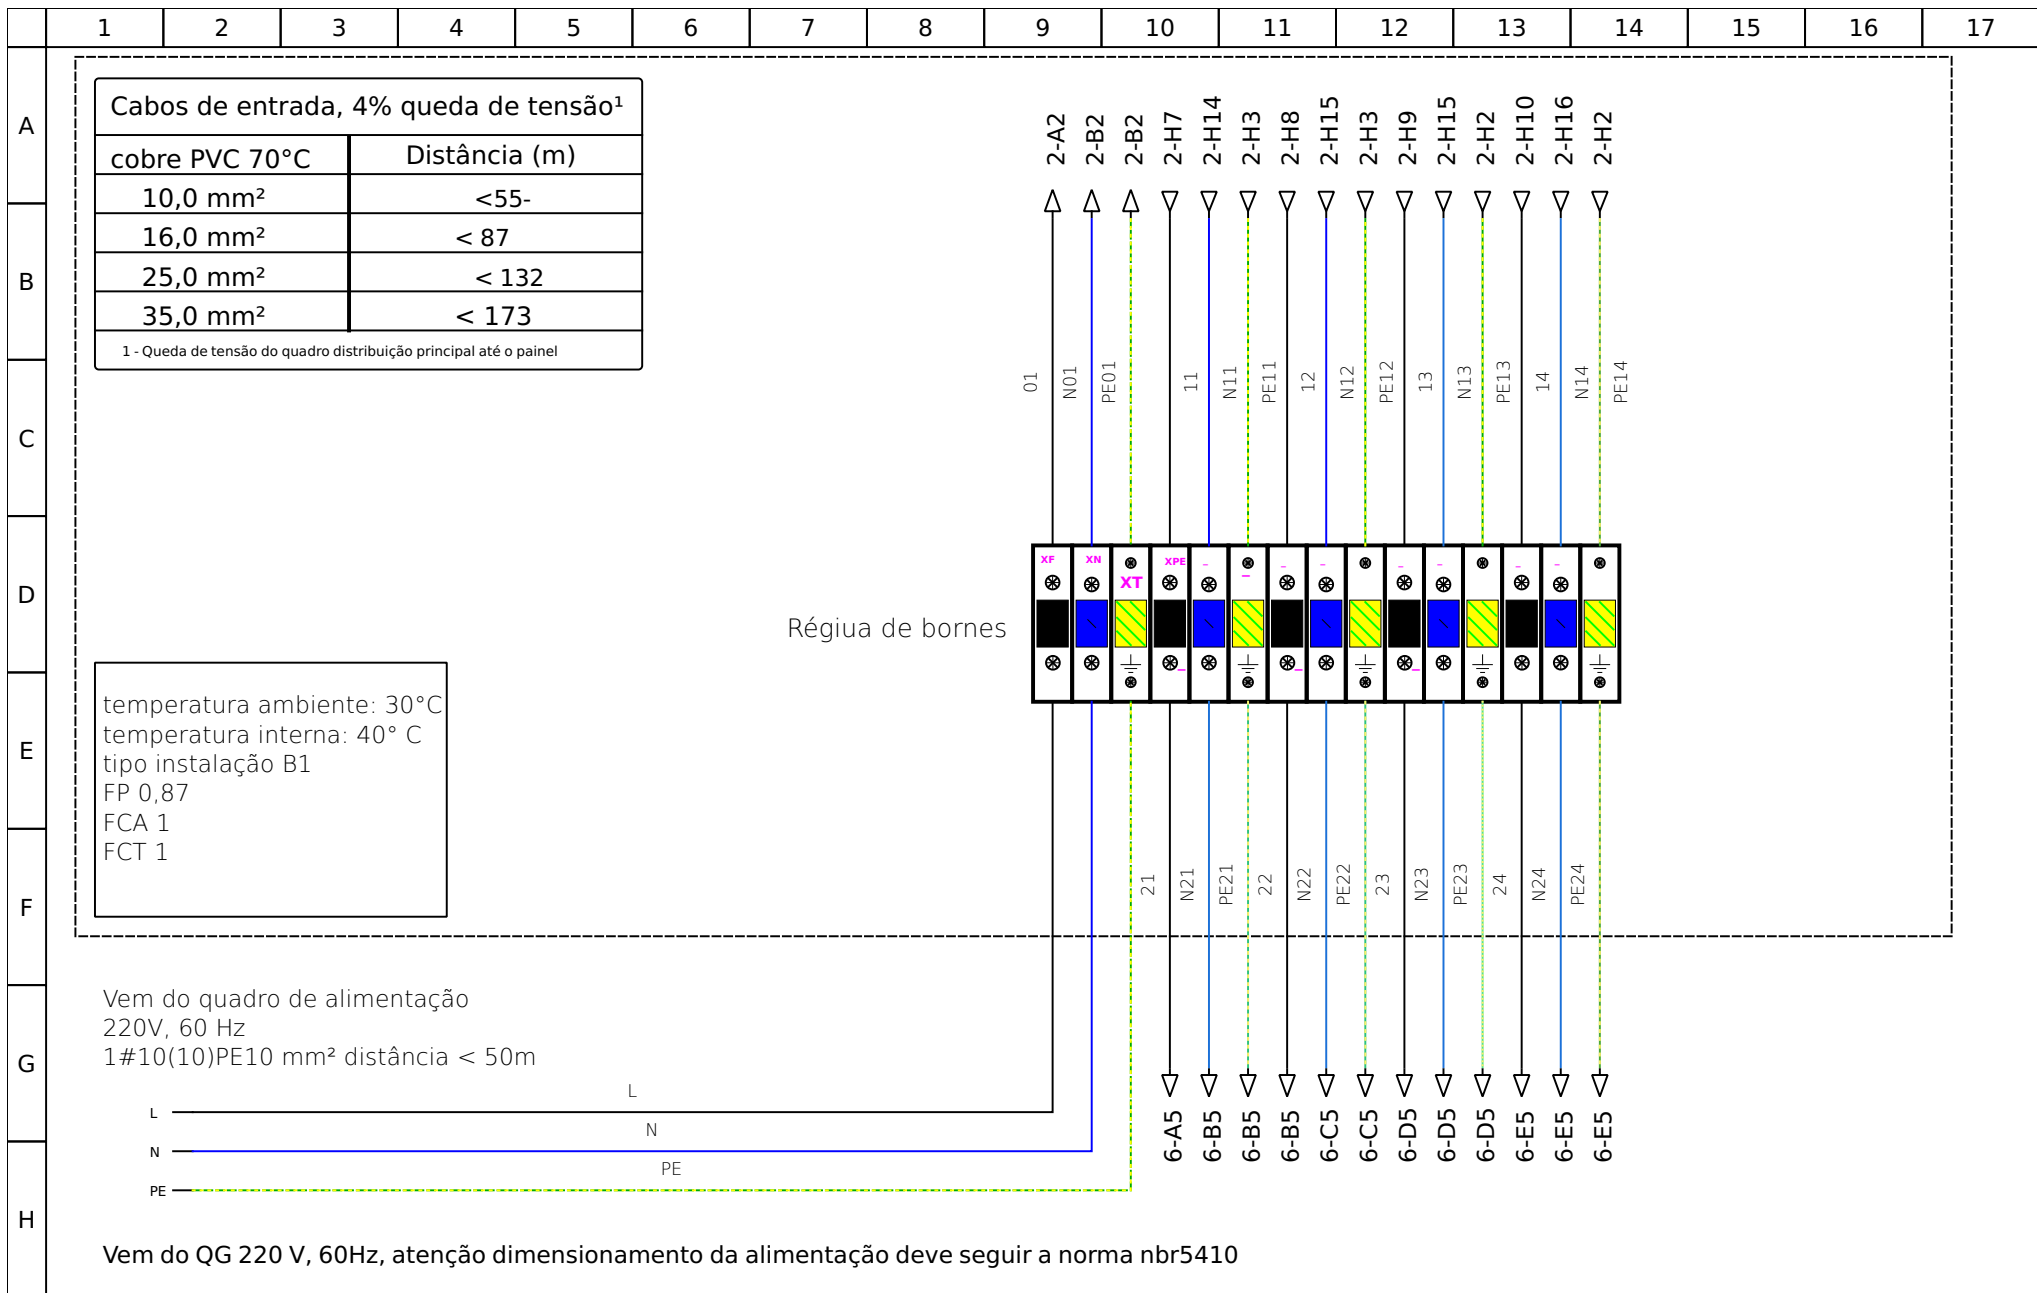 1 2 3 4 5 6 7 8 9 10 11 12 13 14 15 16 17
A
B
C
D
E
F
G
H
Cabos de entrada, 4% queda de tensão¹
cobre PVC 70°C Distância (m)
10,0 mm² <55-
16,0 mm² < 87
25,0 mm² < 132
35,0 mm² < 173
1 - Queda de tensão do quadro distribuição principal até o painel
2-A2 2-B2 2-B2 2-H7 2-H14 2-H3 2-H8 2-H15 2-H3 2-H9 2-H15 2-H2 2-H10 2-H16 2-H2
01 N01 PE01 11 N11 PE11 12 N12 PE12 13 N13 PE13 14 N14 PE14
XF XN XT XPE - - - - - - - -
Régiua de bornes
- - -
temperatura ambiente: 30°C
temperatura interna: 40° C
tipo instalação B1
FP 0,87
FCA 1
FCT 1
21 N21 PE21 22 N22 PE22 23 N23 PE23 24 N24 PE24
Vem do quadro de alimentação
220V, 60 Hz
1#10(10)PE10 mm² distância < 50m
L L
N N
PE PE
6-A5 6-B5 6-B5 6-B5 6-C5 6-C5 6-D5 6-D5 6-D5 6-E5 6-E5 6-E5
Vem do QG 220 V, 60Hz, atenção dimensionamento da alimentação deve seguir a norma nbr5410